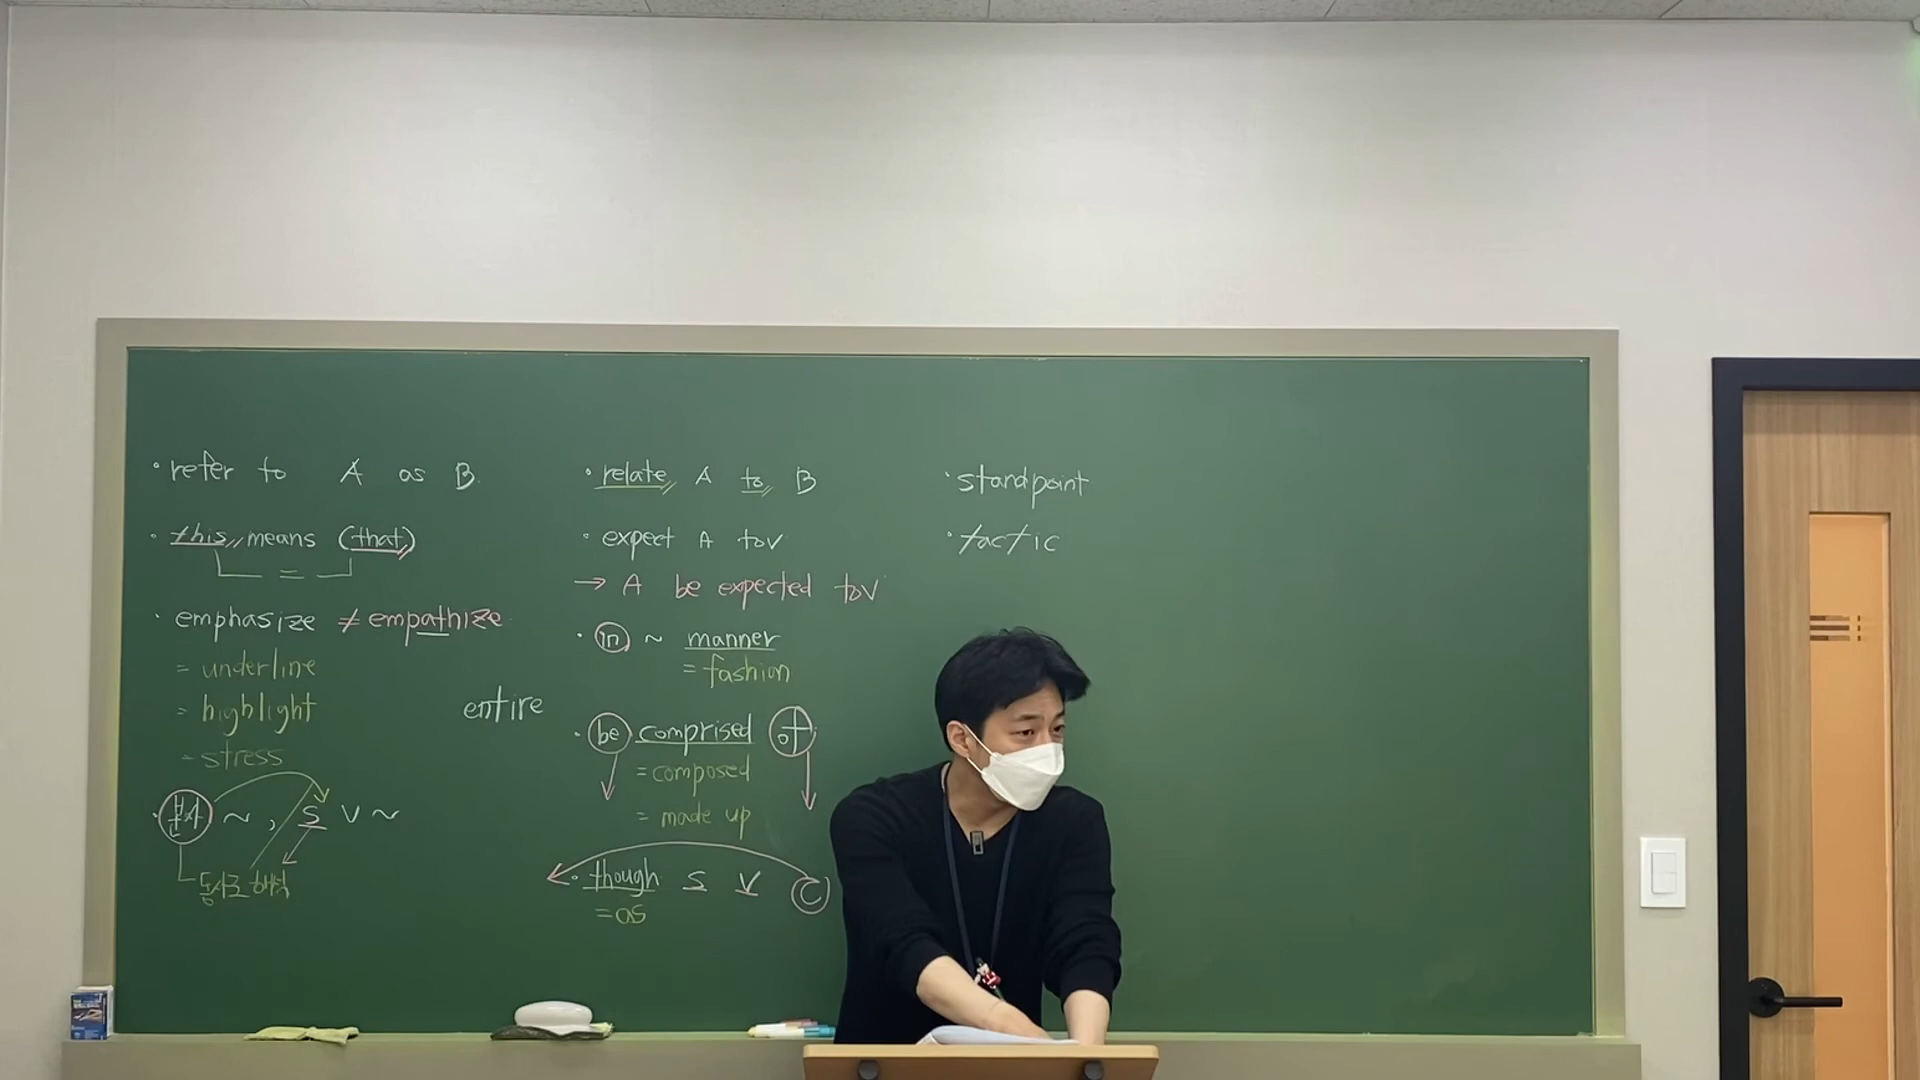 · refer to A as B
· this means (that)
=
· emphasize ≠ empathize
= underline
= highlight
= stress
· 분사 ~, S V ~
동사로 해석
entire
· relate A to B
· expect A toV
→ A be expected toV
· in ~ manner
= fashion
· be comprised of
= composed
= made up
· though S V C
= as
· standpoint
· tactic